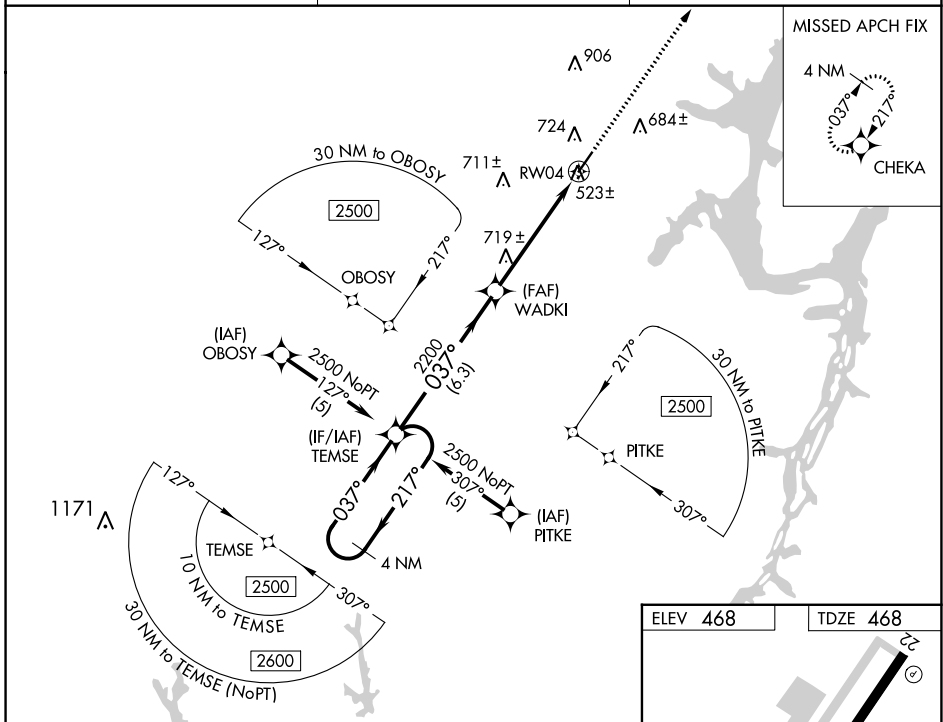 MISSED APCH FIX
4 NM
037°
217°
CHEKA
906
724
684±
711±
RW04
523±
719±
30 NM to OBOSY
2500
127°
217°
OBOSY
(FAF)
WADKI
(IAF)
OBOSY
2500 NoPT
127°
(5)
2200
037°
(6.3)
(IF/IAF)
TEMSE
037°
217°
4 NM
2500 NoPT
307°
(5)
(IAF)
PITKE
217°
30 NM to PITKE
2500
PITKE
307°
1171
127°
TEMSE
307°
10 NM to TEMSE
2500
30 NM to TEMSE (NoPT)
2600
ELEV 468
TDZE 468
22
P